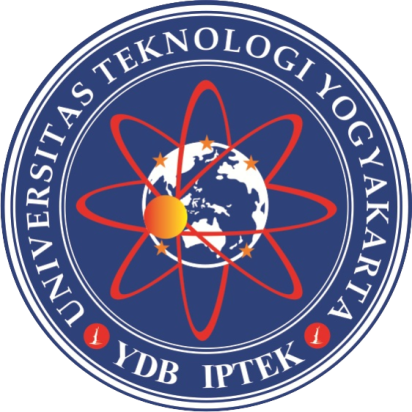 UNIVERSITAS TEKNOLOGI YOGYAKARTA
YDB IPTEK